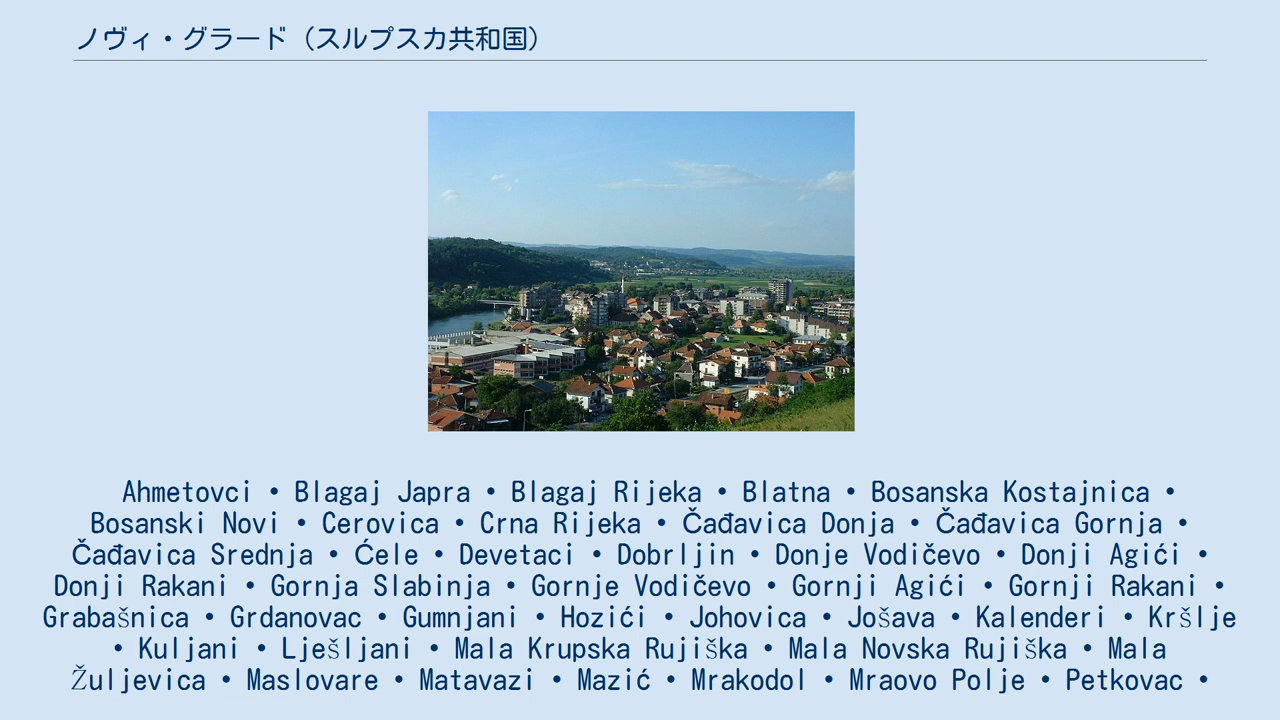 ノヴィ・グラード（スルプスカ共和国）
Ahmetovci • Blagaj Japra • Blagaj Rijeka • Blatna • Bosanska Kostajnica •
Bosanski Novi • Cerovica • Crna Rijeka • Čađavica Donja • Čađavica Gornja •
Čađavica Srednja • Ćele • Devetaci • Dobrljin • Donje Vodičevo • Donji Agići •
Donji Rakani • Gornja Slabinja • Gornje Vodičevo • Gornji Agići • Gornji Rakani •
Grabašnica • Grdanovac • Gumnjani • Hozići • Johovica • Jošava • Kalenderi • Kršlje
• Kuljani • Lješljani • Mala Krupska Rujiška • Mala Novska Rujiška • Mala
Žuljevica • Maslovare • Matavazi • Mazić • Mrakodol • Mraovo Polje • Petkovac •